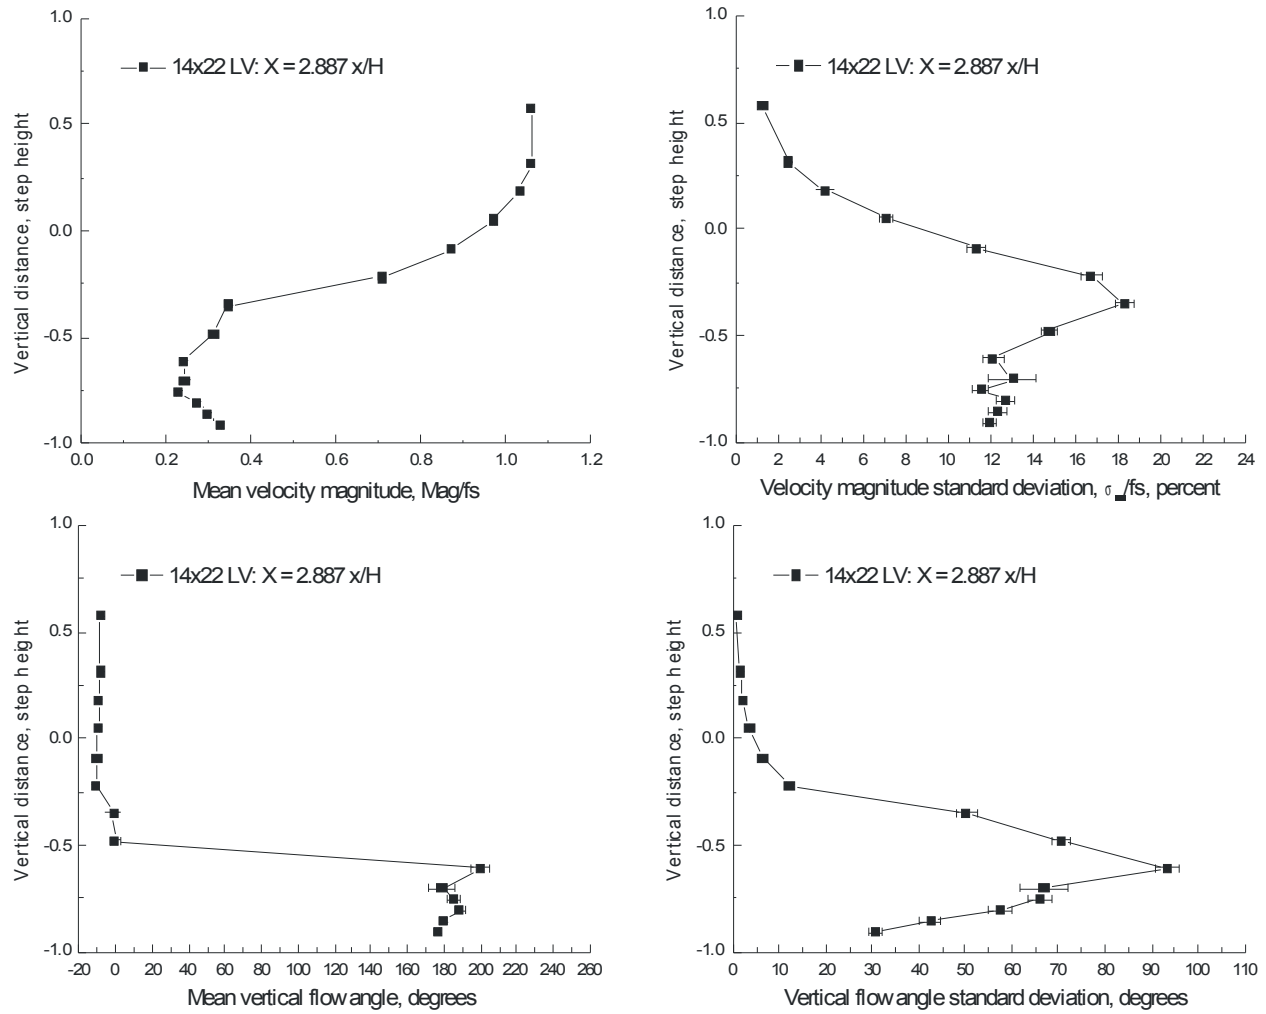 1.0
14x22 LV: X = 2.887 x/H
0.5
0.0
-0.5
-1.0
Vertical distance, step height
0.0 0.2 0.4 0.6 0.8 1.0 1.2
Mean velocity magnitude, Mag/fs
1.0
14x22 LV: X = 2.887 x/H
0.5
0.0
-0.5
-1.0
Vertical distance, step height
0 2 4 6 8 10 12 14 16 18 20 22 24
Velocity magnitude standard deviation, σ /fs, percent
1.0
14x22 LV: X = 2.887 x/H
0.5
0.0
-0.5
-1.0
Vertical distance, step height
-20 0 20 40 60 80 100 120 140 160 180 200 220 240 260
Mean vertical flow angle, degrees
1.0
14x22 LV: X = 2.887 x/H
0.5
0.0
-0.5
-1.0
Vertical distance, step height
0 10 20 30 40 50 60 70 80 90 100 110
Vertical flow angle standard deviation, degrees